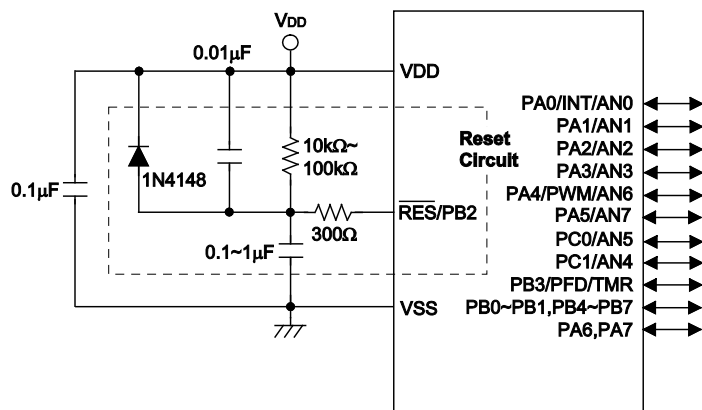 VDD
0.01μF
VDD
PA0/INT/AN0
PA1/AN1
Reset
Circuit
10kΩ~
100kΩ
PA2/AN2
PA3/AN3
1N4148
0.1μF
PA4/PWM/AN6
RES/PB2
PA5/AN7
300Ω
PC0/AN5
0.1~1μF
PC1/AN4
PB3/PFD/TMR
VSS
PB0~PB1,PB4~PB7
PA6,PA7